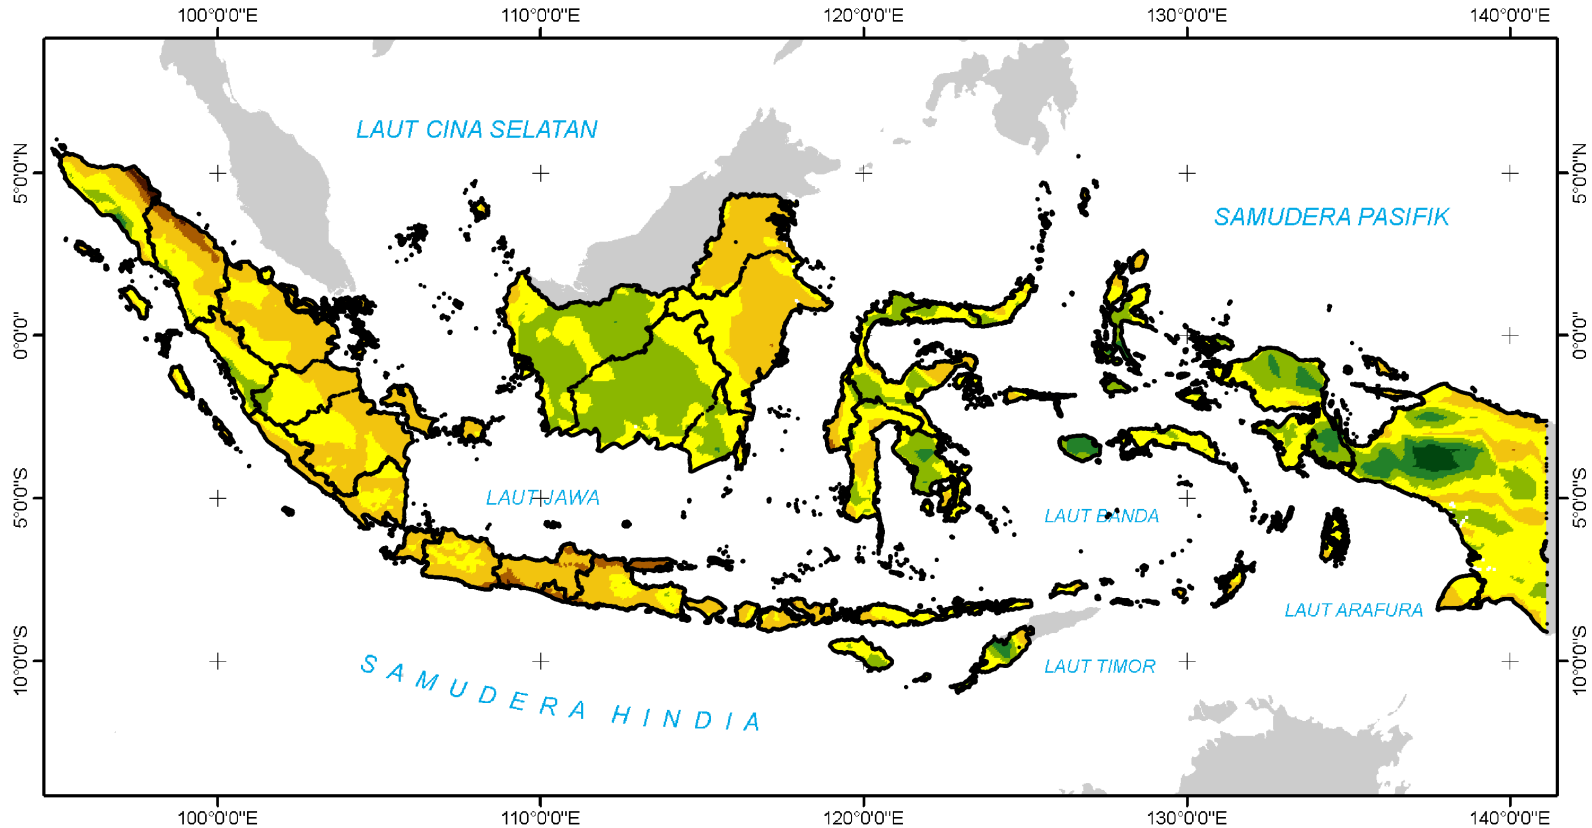 100°0'0"E 110°0'0"E 120°0'0"E 130°0'0"E 140°0'0"E
LAUT CINA SELATAN
5°0'0"N 5°0'0"N
SAMUDERA PASIFIK
0°0'0" 0°0'0"
5°0'0"S 5°0'0"S
LAUT JAWA
LAUT BANDA
LAUT ARAFURA
10°0'0"S 10°0'0"S
LAUT TIMOR
SAMUDERA HINDIA
100°0'0"E 110°0'0"E 120°0'0"E 130°0'0"E 140°0'0"E